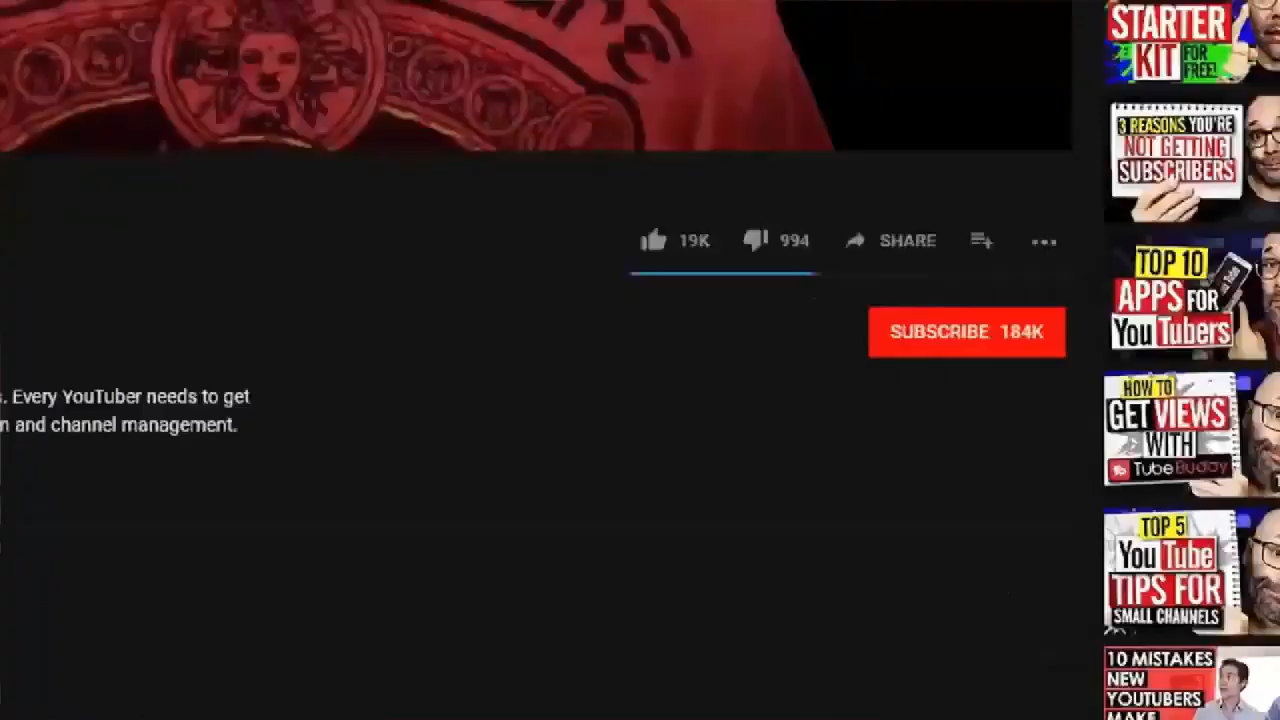 STARTER
KIT FOR FREE!
3 REASONS YOU'RE
NOT GETTING
SUBSCRIBERS
19K 994 SHARE
TOP 10
APPS FOR
YouTubers
SUBSCRIBE 184K
. Every YouTuber needs to get
n and channel management.
HOW TO
GET VIEWS
WITH
TubeBuddy
TOP 5
YouTube
TIPS FOR
SMALL CHANNELS
10 MISTAKES
NEW
YOUTUBERS
MAKE